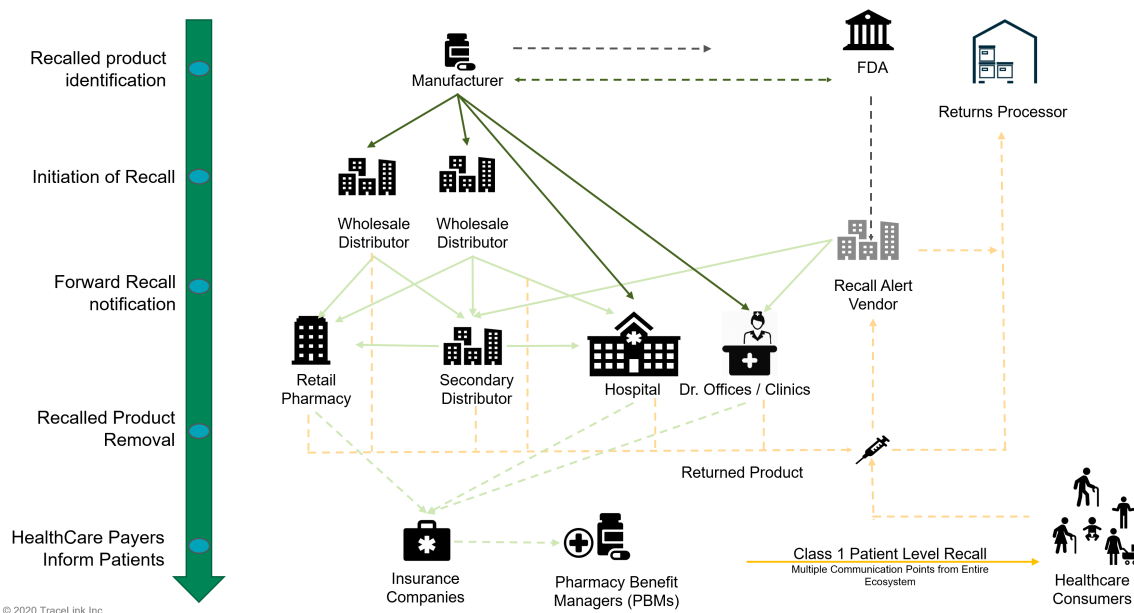 Recalled product
identification
Initiation of Recall
Forward Recall
notification
Recalled Product
Removal
HealthCare Payers
Inform Patients
Manufacturer
FDA
Returns Processor
Wholesale
Distributor
Wholesale
Distributor
Recall Alert
Vendor
Retail
Pharmacy
Secondary
Distributor
Hospital
Dr. Offices / Clinics
Returned Product
Insurance
Companies
Pharmacy Benefit
Managers (PBMs)
Class 1 Patient Level Recall
Multiple Communication Points from Entire
Ecosystem
Healthcare
Consumers
© 2020 TraceLink Inc